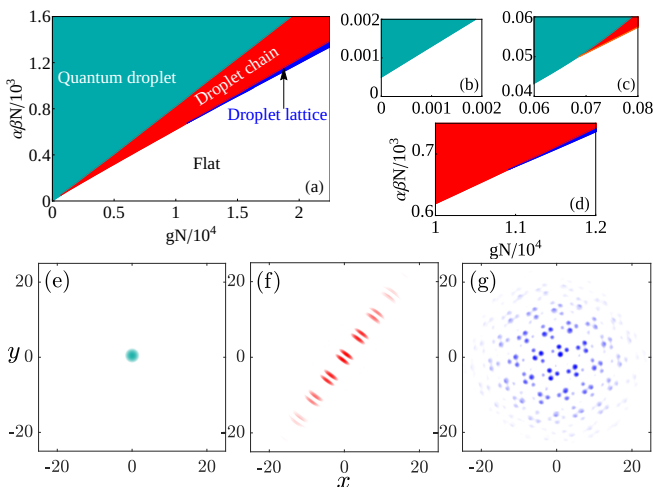 1.6
1.2
0.8
0.4
0
αβN/10³
0
0.5
1
1.5
2
gN/10⁴
Quantum droplet
Droplet chain
Droplet lattice
Flat
(a)
0.002
0.001
0
0
0.001
0.002
(b)
0.06
0.05
0.04
0.06
0.07
0.08
(c)
αβN/10³
0.7
0.6
1
1.1
1.2
gN/10⁴
(d)
(e)
20
0
-20
y
-20
0
20
(f)
20
0
-20
-20
0
20
x
(g)
20
0
-20
-20
0
20